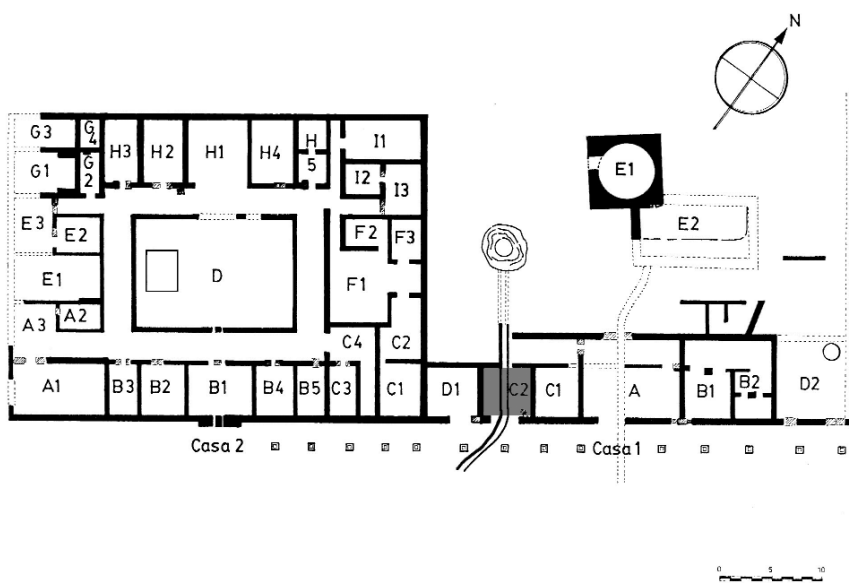 N
G3 G4 H3 H2 H1 H4 H5 I1
G1 G2 I2 I3
E1
E3 E2 D F2 F3 E2
E1 F1
A3 A2 C4 C2
A1 B3 B2 B1 B4 B5 C3 C1 D1 C2 C1 A B1 B2 D2
Casa 2 Casa 1
0 5 10